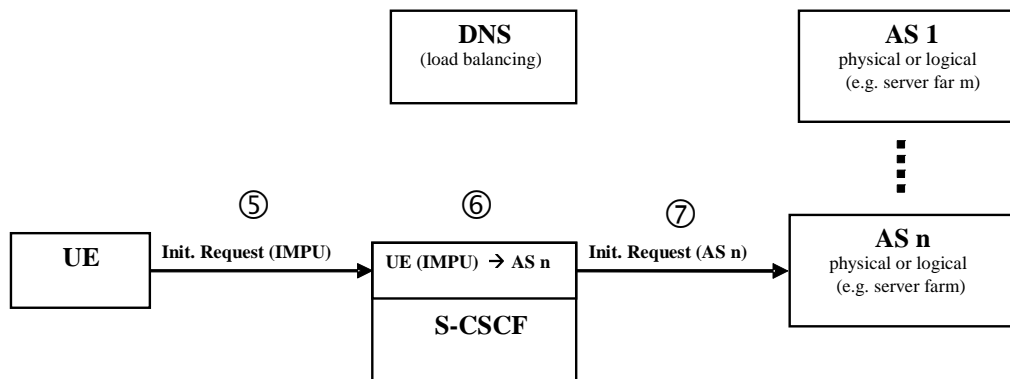 DNS
(load balancing)
AS 1
physical or logical
(e.g. server far m)
⑤
⑥
⑦
UE
Init. Request (IMPU)
UE (IMPU) → AS n
Init. Request (AS n)
AS n
physical or logical
(e.g. server farm)
S-CSCF